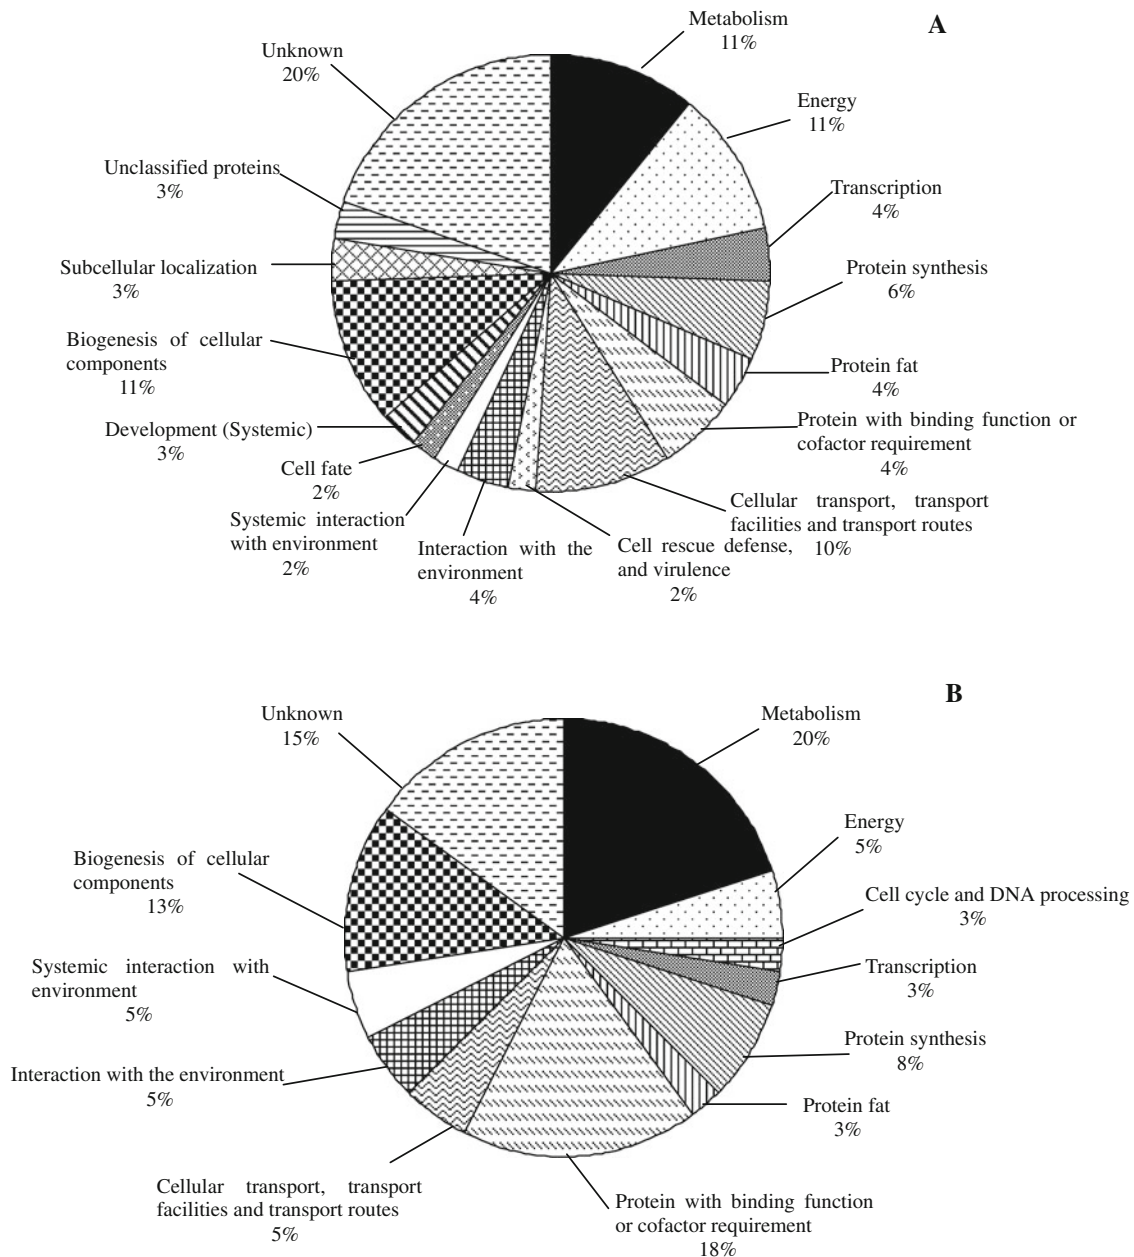 A
Metabolism
11%
Energy
11%
Transcription
4%
Protein synthesis
6%
Protein fat
4%
Protein with binding function or
cofactor requirement
4%
Cellular transport, transport
facilities and transport routes
10%
Cell rescue defense,
and virulence
2%
Interaction with the
environment
4%
Systemic interaction
with environment
2%
Cell fate
2%
Development (Systemic)
3%
Biogenesis of cellular
components
11%
Subcellular localization
3%
Unclassified proteins
3%
Unknown
20%
B
Metabolism
20%
Energy
5%
Cell cycle and DNA processing
3%
Transcription
3%
Protein synthesis
8%
Protein fat
3%
Protein with binding function
or cofactor requirement
18%
Cellular transport, transport
facilities and transport routes
5%
Interaction with the environment
5%
Systemic interaction with
environment
5%
Biogenesis of cellular
components
13%
Unknown
15%